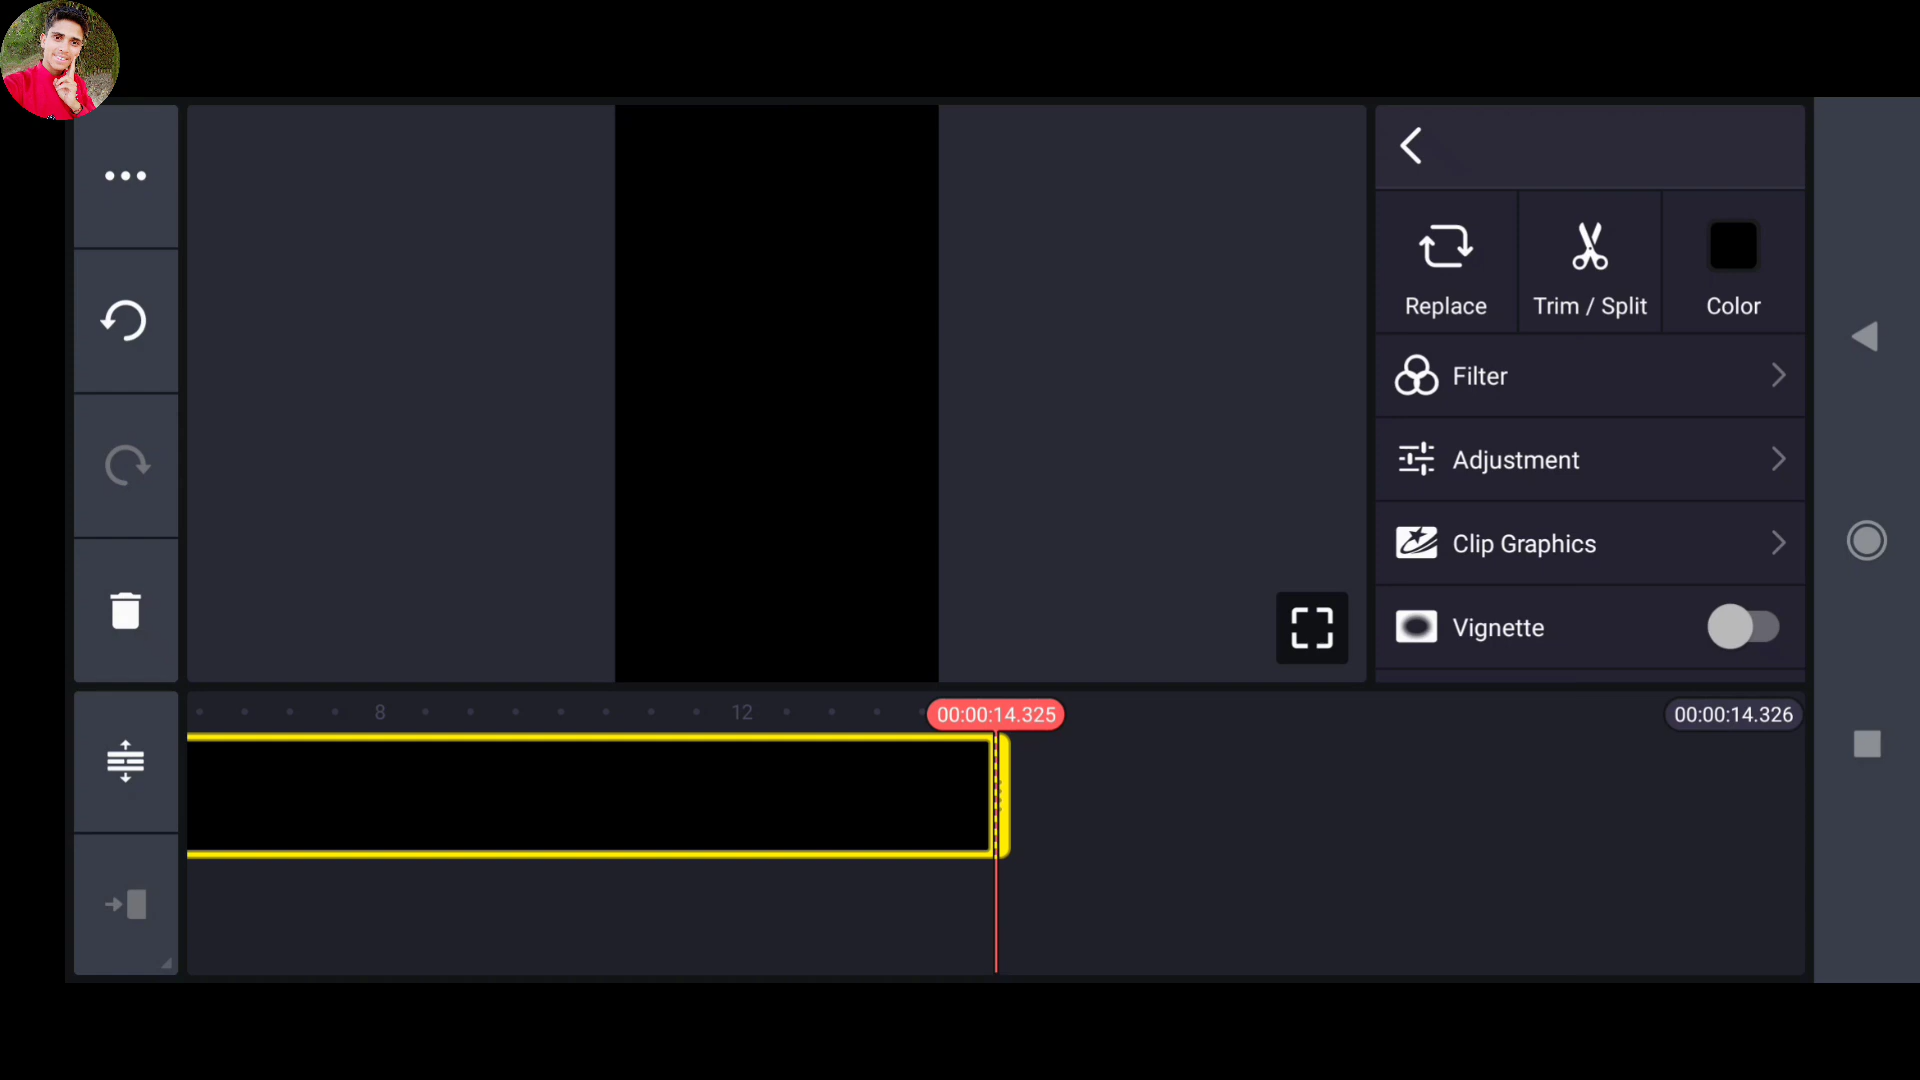 Replace
Trim / Split
Color
Filter
Adjustment
Clip Graphics
Vignette
8
12
00:00:14.325
00:00:14.326